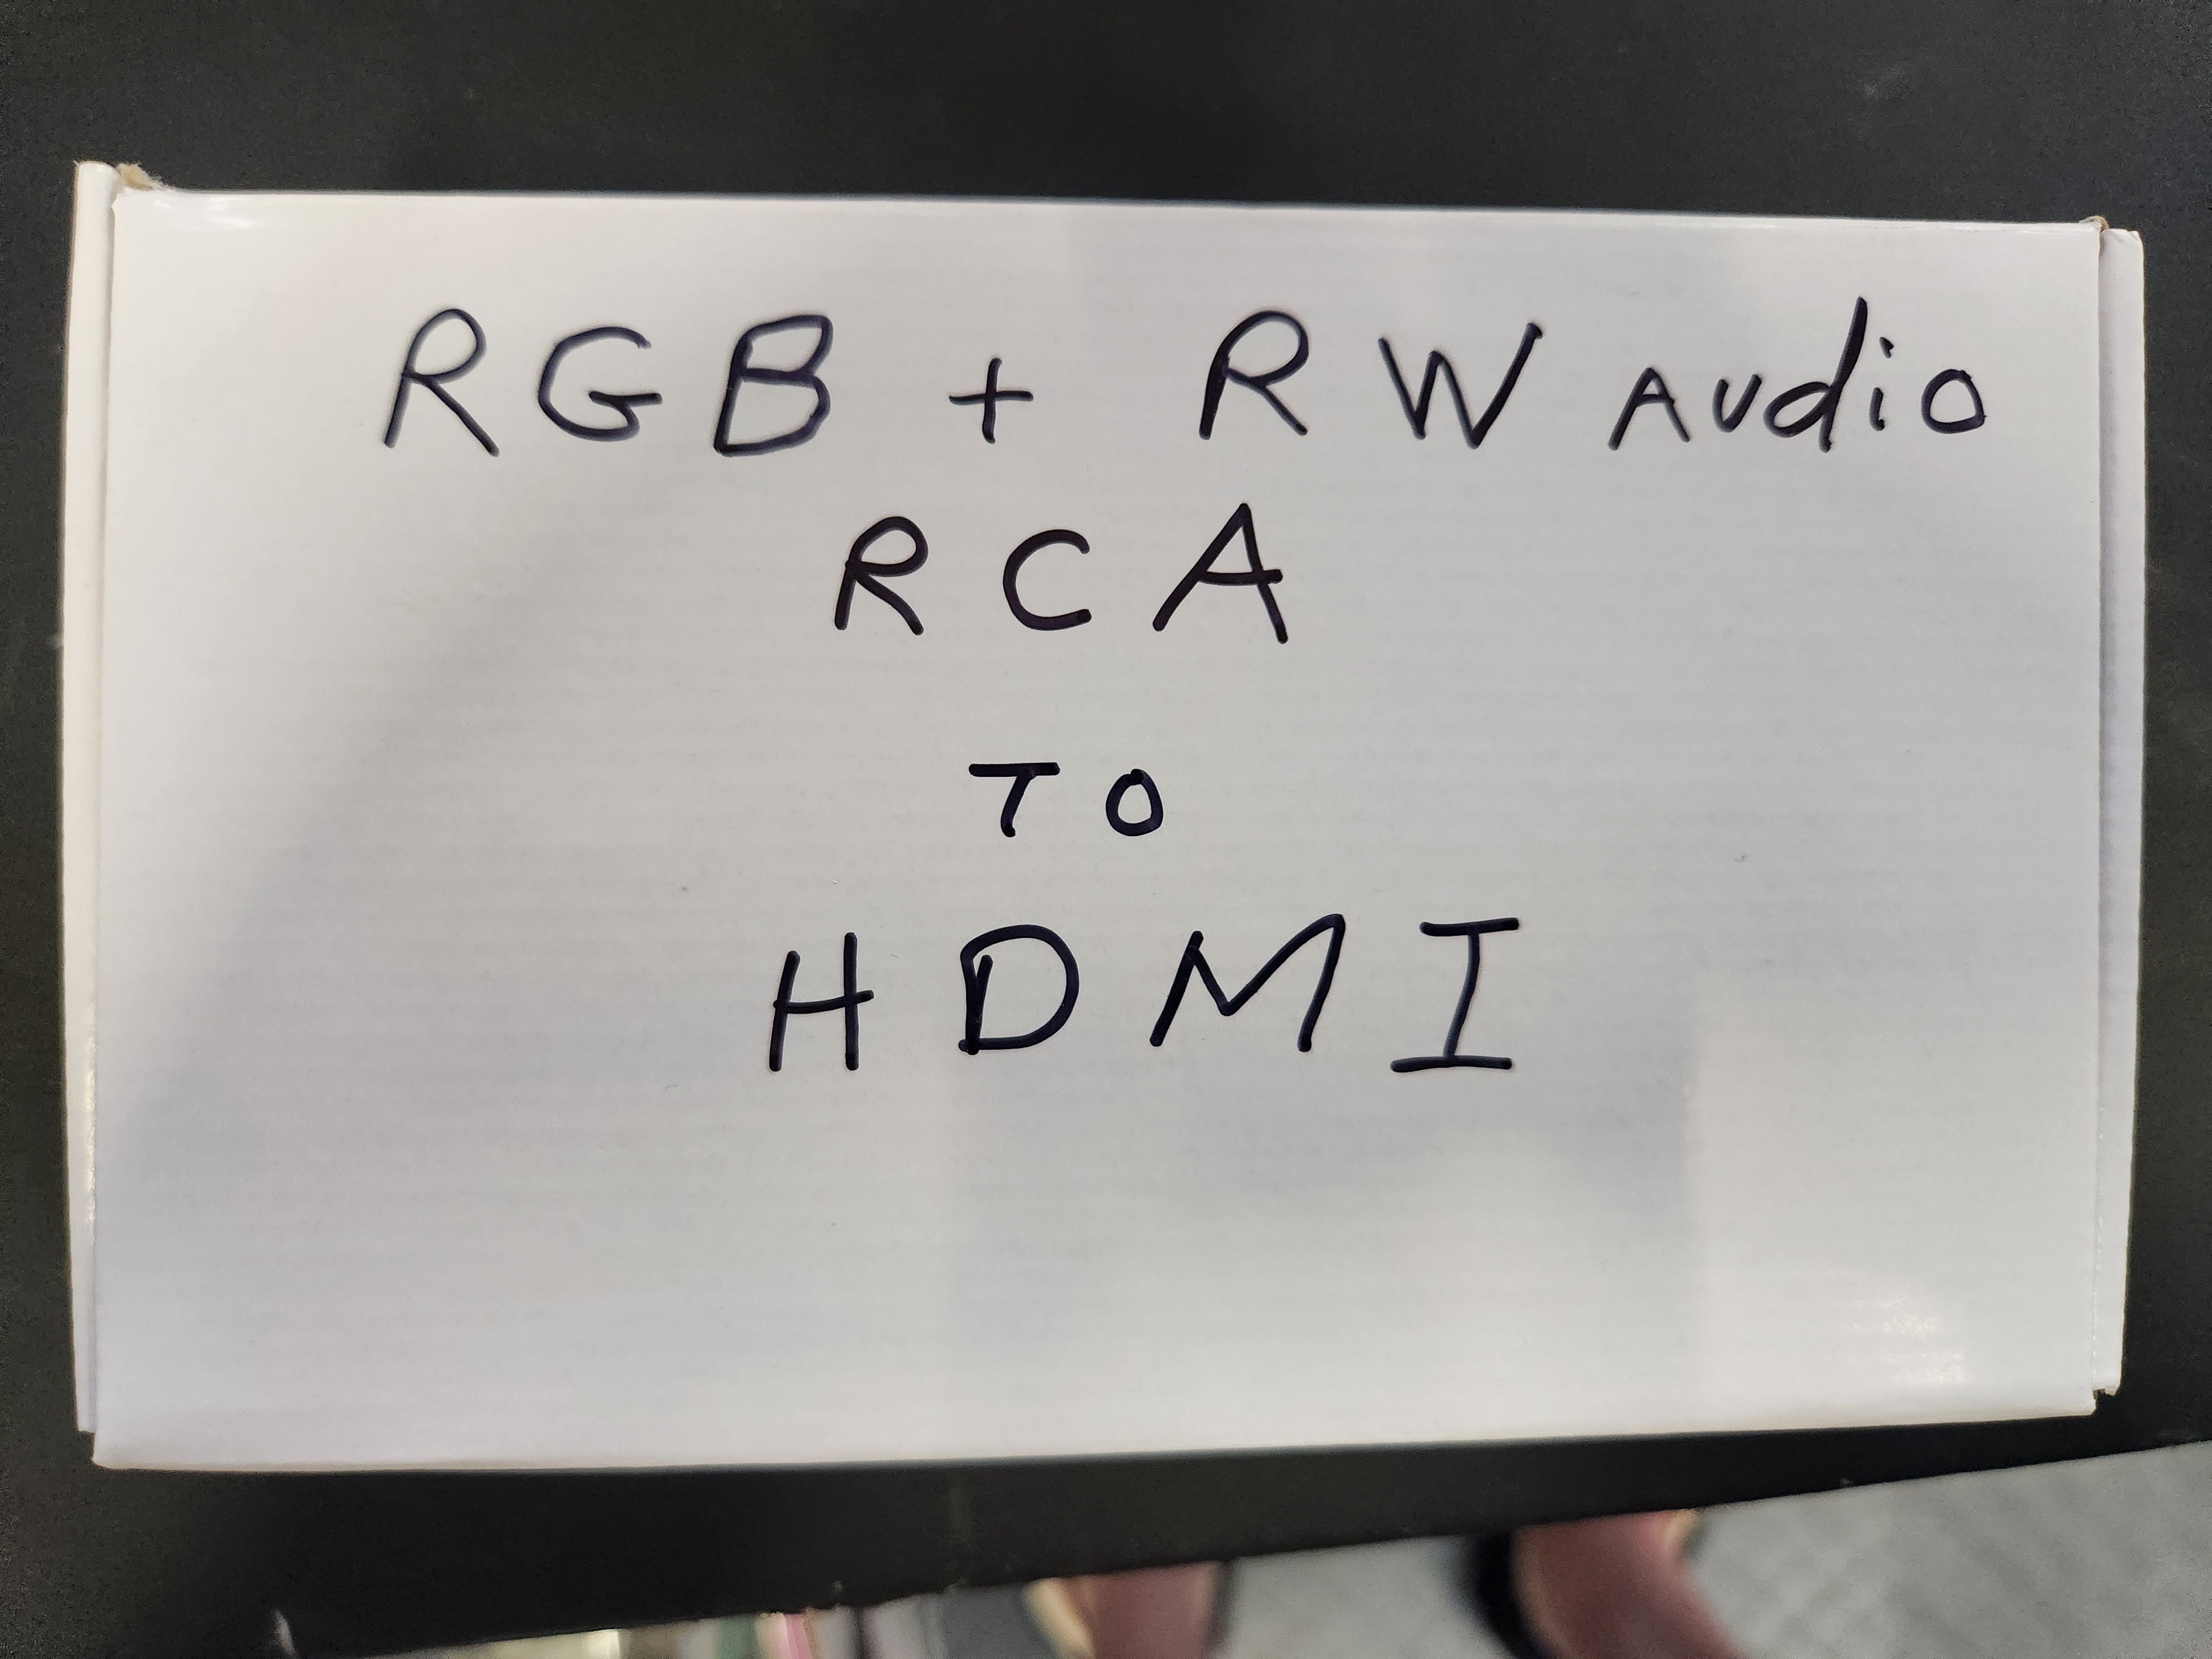 RGB + RW Audio
RCA
TO
HDMI